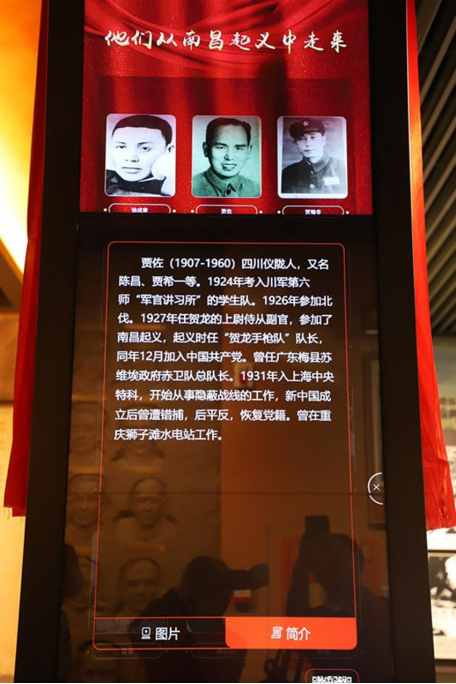 他们从南昌起义中走来
贾佐
贾佐（1907-1960）四川仪陇人，又名
陈昌、贾希一等。1924年考入川军第六
师“军官讲习所”的学生队。1926年参加北
伐。1927年任贺龙的上尉侍从副官，参加了
南昌起义，起义时任“贺龙手枪队”队长，
同年12月加入中国共产党。曾任广东梅县苏
维埃政府赤卫队总队长。1931年入上海中央
特科，开始从事隐蔽战线的工作，新中国成
立后曾遭错捕，后平反，恢复党籍。曾在重
庆狮子滩水电站工作。
图片
简介